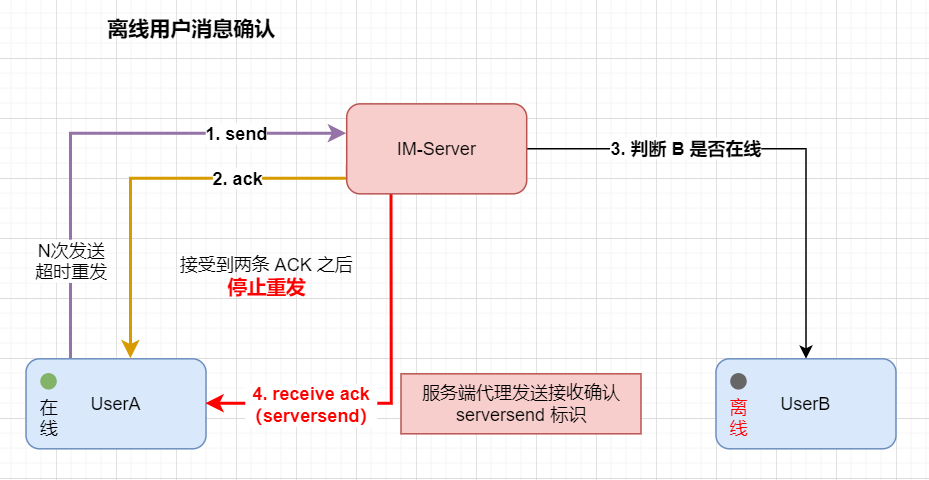 离线用户消息确认
1. send
IM-Server
3. 判断 B 是否在线
2. ack
N次发送
超时重发
接受到两条 ACK 之后
停止重发
在
线
UserA
4. receive ack
（serversend）
服务端代理发送接收确认
serversend 标识
离
线
UserB